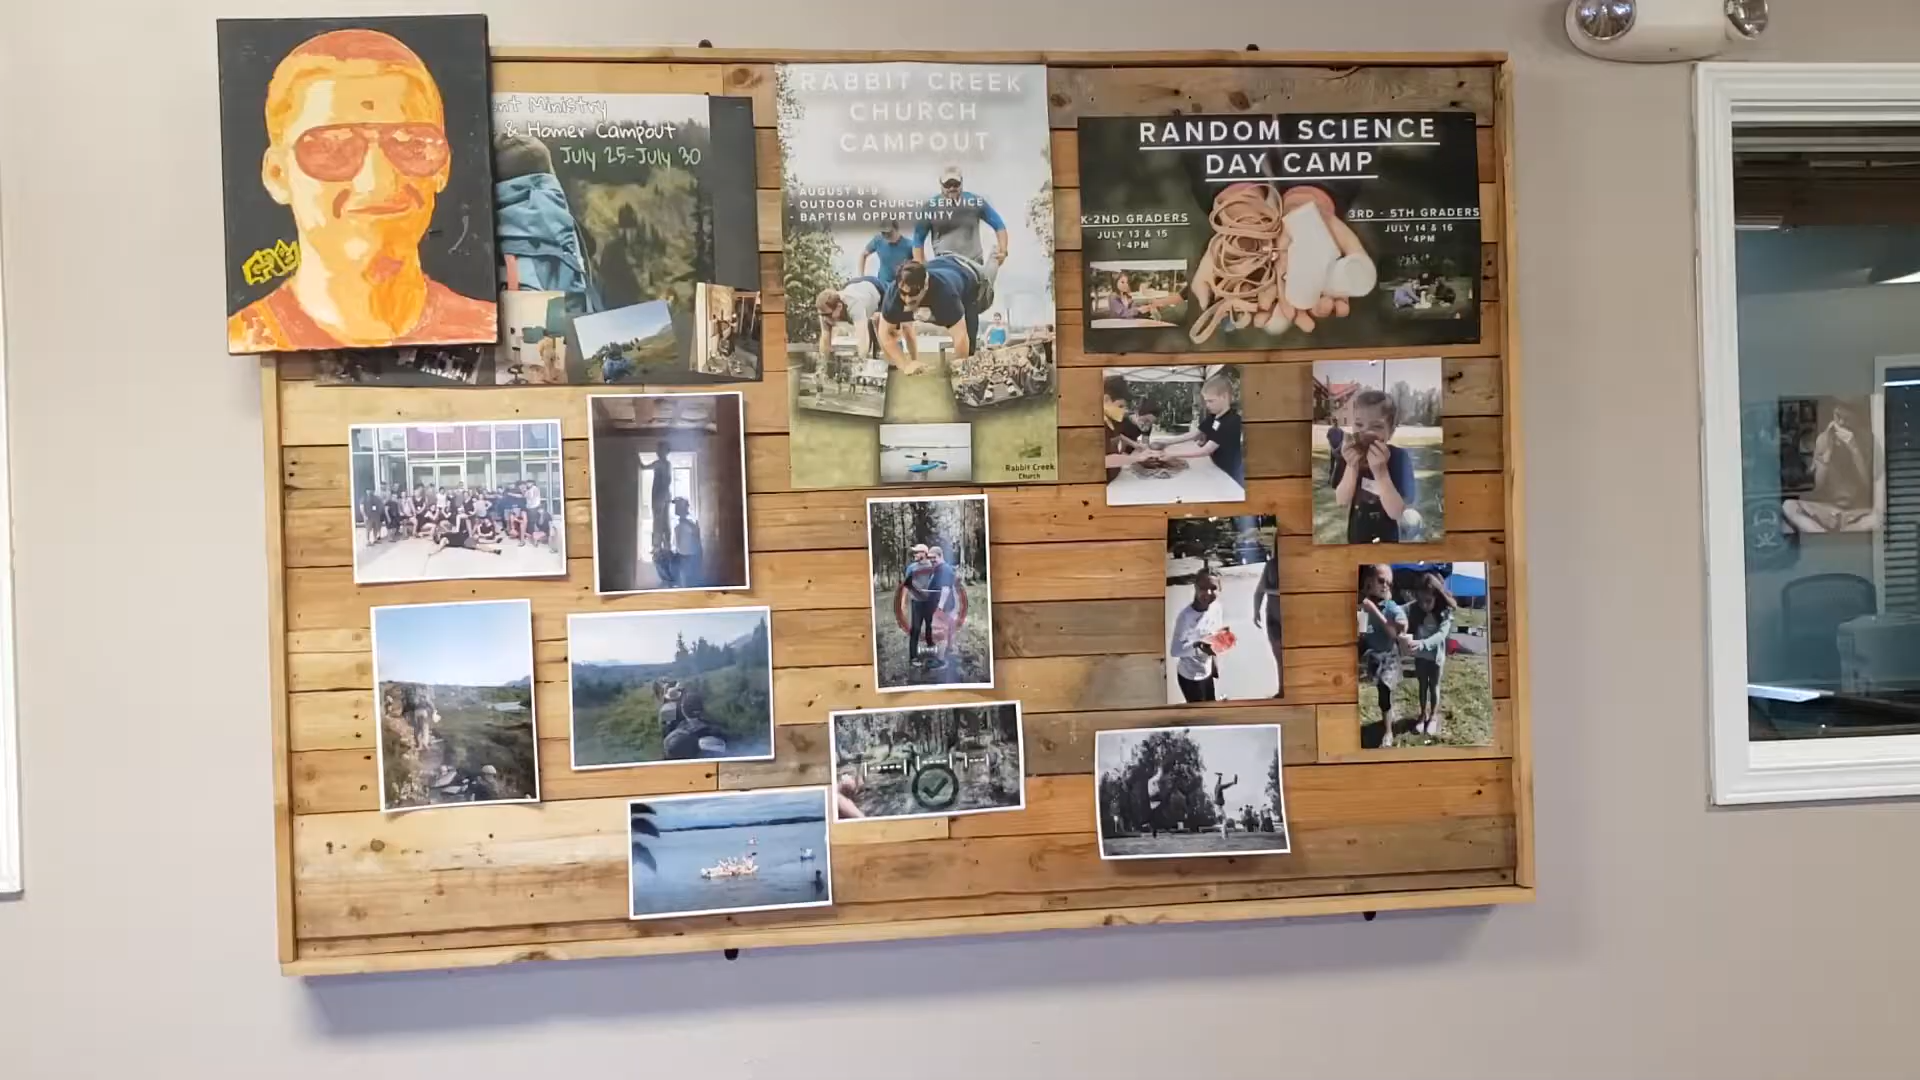 Ministry
& Homer Campout
July 25-July 30
RABBIT CREEK
CHURCH
CAMPOUT
- AUGUST 6-9
- OUTDOOR CHURCH SERVICE
- BAPTISM OPPURTUNITY
Rabbit Creek
Church
RANDOM SCIENCE
DAY CAMP
K-2ND GRADERS
JULY 13 & 15
1-4PM
3RD - 5TH GRADERS
JULY 14 & 16
1-4PM